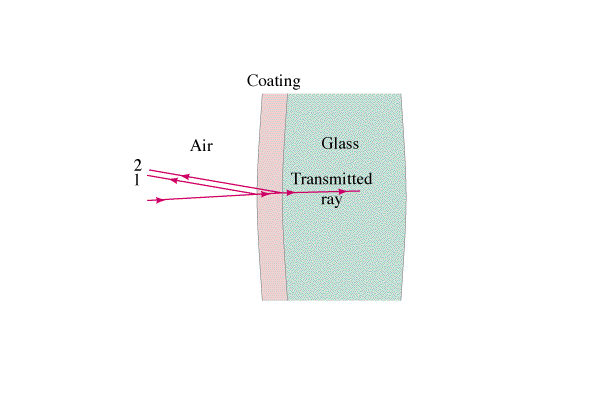 Coating
Air
Glass
2
1
Transmitted
ray